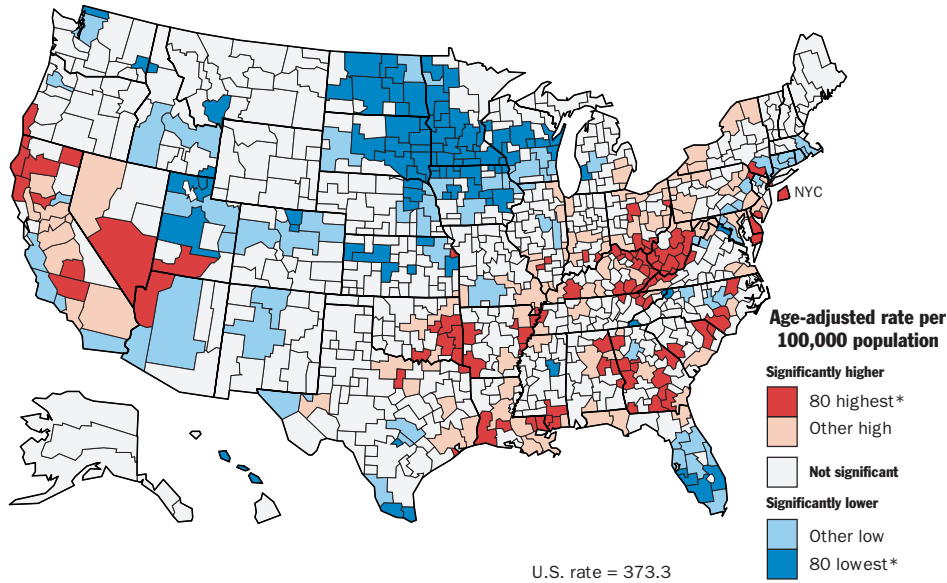 NYC
Age-adjusted rate per
100,000 population
Significantly higher
80 highest*
Other high
Not significant
Significantly lower
Other low
80 lowest*
U.S. rate = 373.3